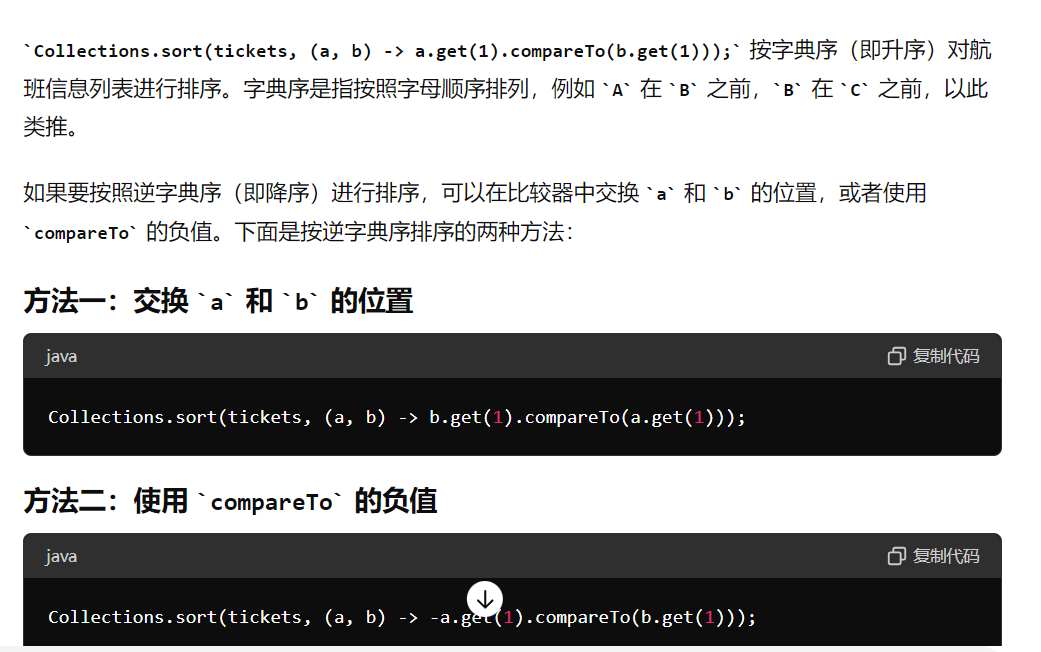 `Collections.sort(tickets, (a, b) -> a.get(1).compareTo(b.get(1)));` 按字典序（即升序）对航
班信息列表进行排序。字典序是指按照字母顺序排列，例如 `A` 在 `B` 之前，`B` 在 `C` 之前，以此
类推。
如果要按照逆字典序（即降序）进行排序，可以在比较器中交换 `a` 和 `b` 的位置，或者使用
`compareTo` 的负值。下面是按逆字典序排序的两种方法：
方法一：交换 `a` 和 `b` 的位置
java 复制代码
Collections.sort(tickets, (a, b) -> b.get(1).compareTo(a.get(1)));
方法二：使用 `compareTo` 的负值
java 复制代码
Collections.sort(tickets, (a, b) -> -a.get(1).compareTo(b.get(1)));